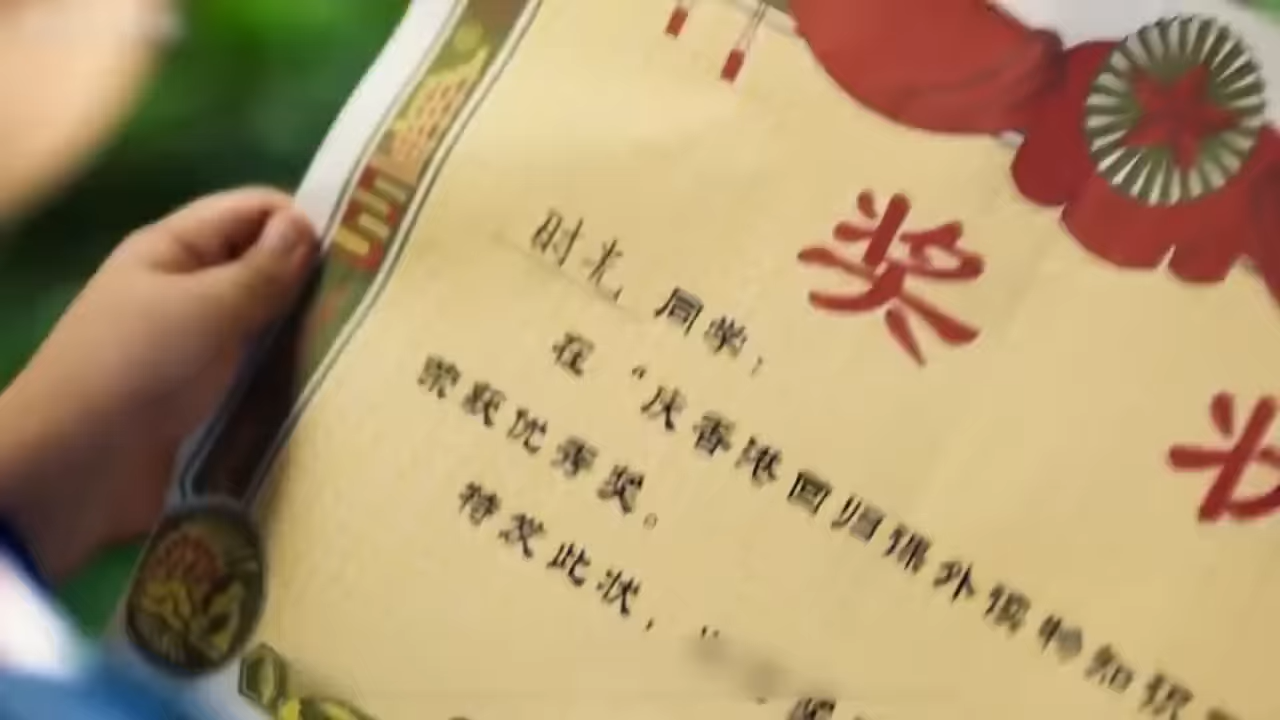 奖状
时光 同学：
在“庆香港回归课外读物知识
荣获优秀奖。
特发此状，